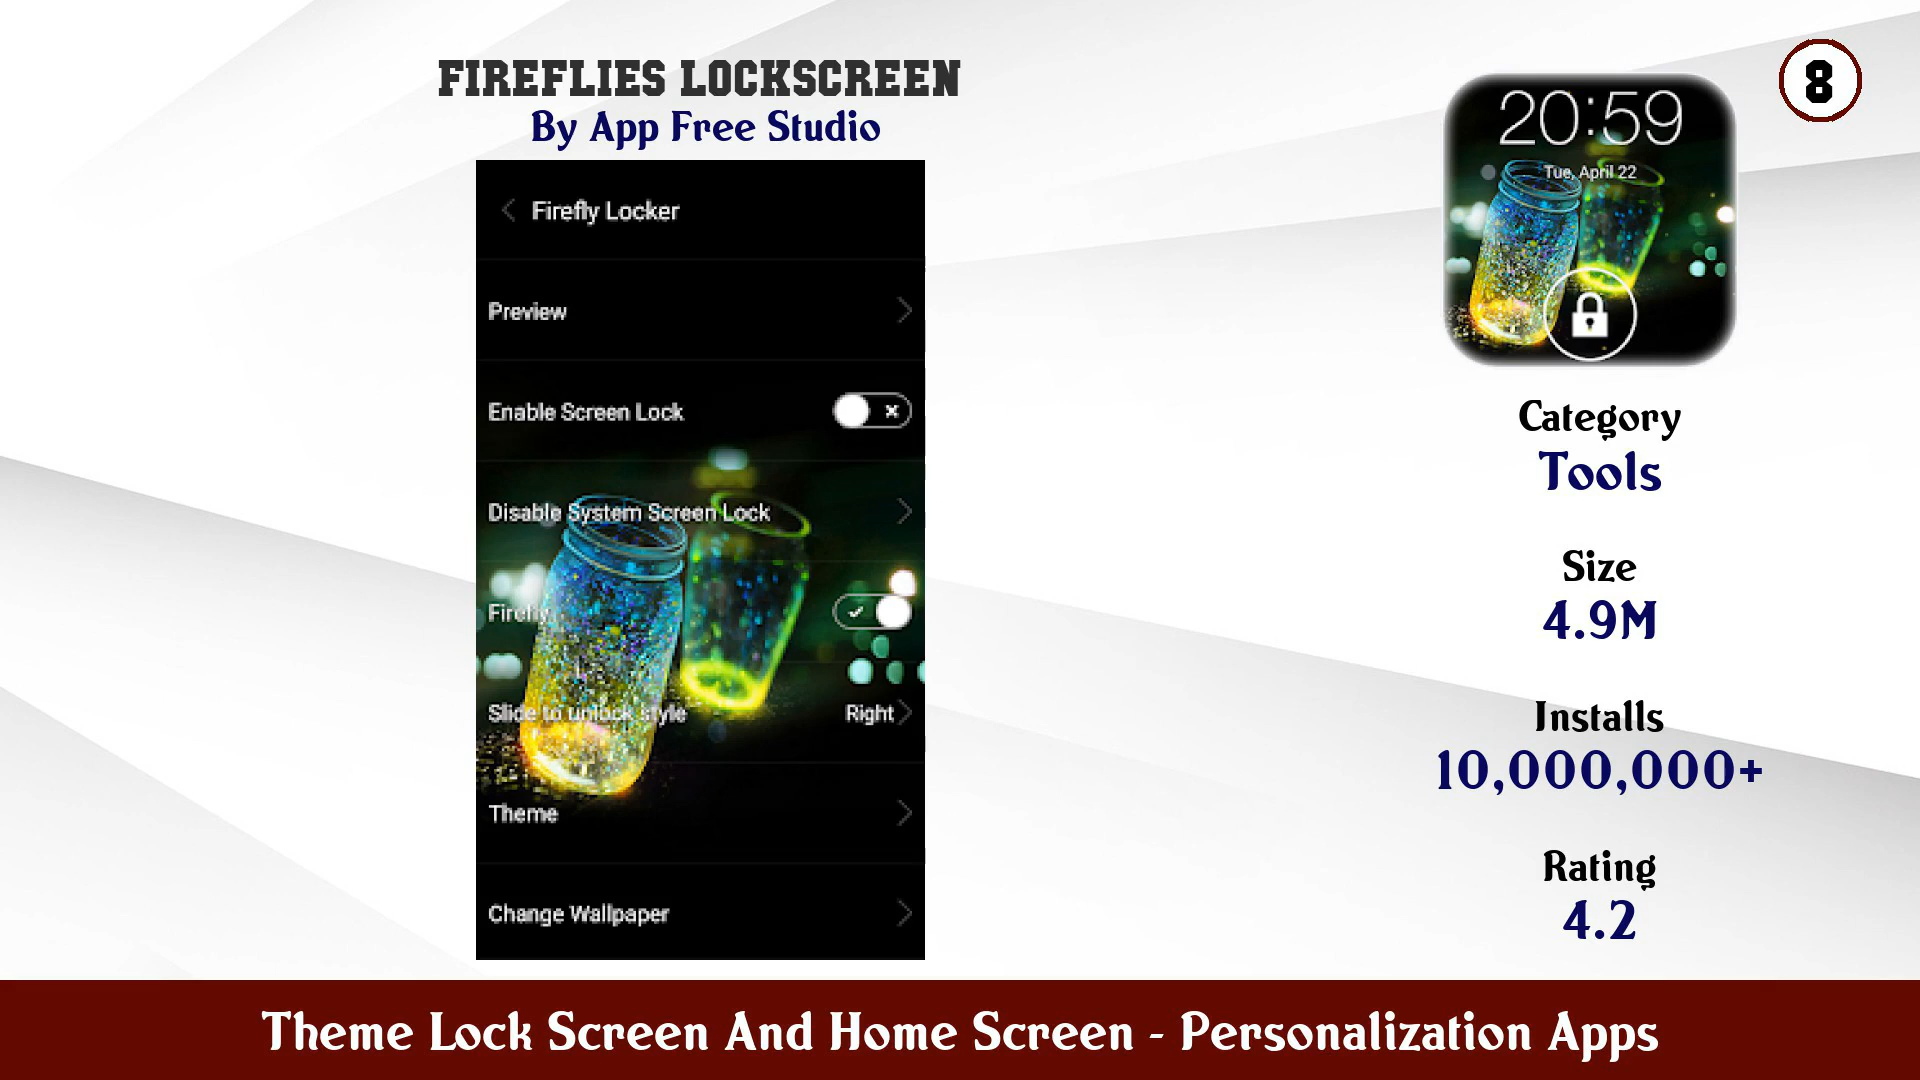 FIREFLIES LOCKSCREEN
By App Free Studio
8
Firefly Locker
Preview
Enable Screen Lock
Disable System Screen Lock
Firefly
Slide to unlock style
Right
Theme
Change Wallpaper
20:59
Tue, April 22
Category
Tools
Size
4.9M
Installs
10,000,000+
Rating
4.2
Theme Lock Screen And Home Screen - Personalization Apps